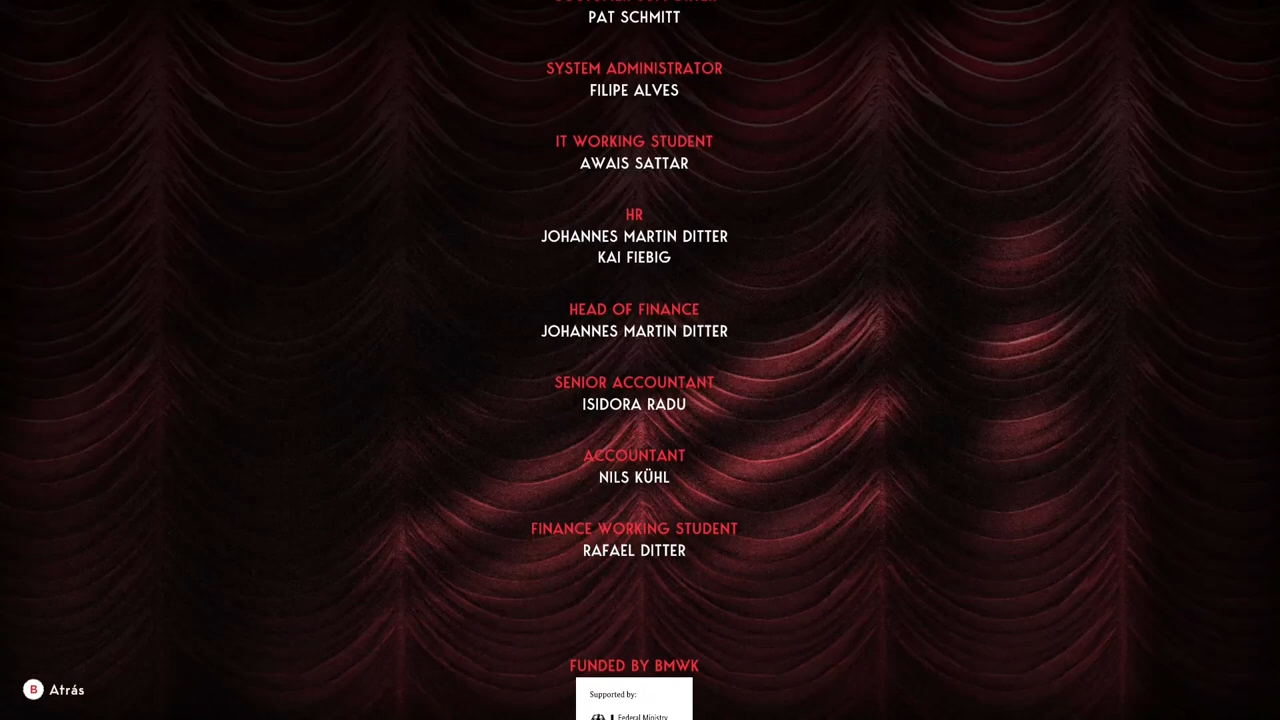 PAT SCHMITT
SYSTEM ADMINISTRATOR
FILIPE ALVES
IT WORKING STUDENT
AWAIS SATTAR
HR
JOHANNES MARTIN DITTER
KAI FIEBIG
HEAD OF FINANCE
JOHANNES MARTIN DITTER
SENIOR ACCOUNTANT
ISIDORA RADU
ACCOUNTANT
NILS KÜHL
FINANCE WORKING STUDENT
RAFAEL DITTER
FUNDED BY BMWK
Supported by:
Federal Ministry
B Atrás